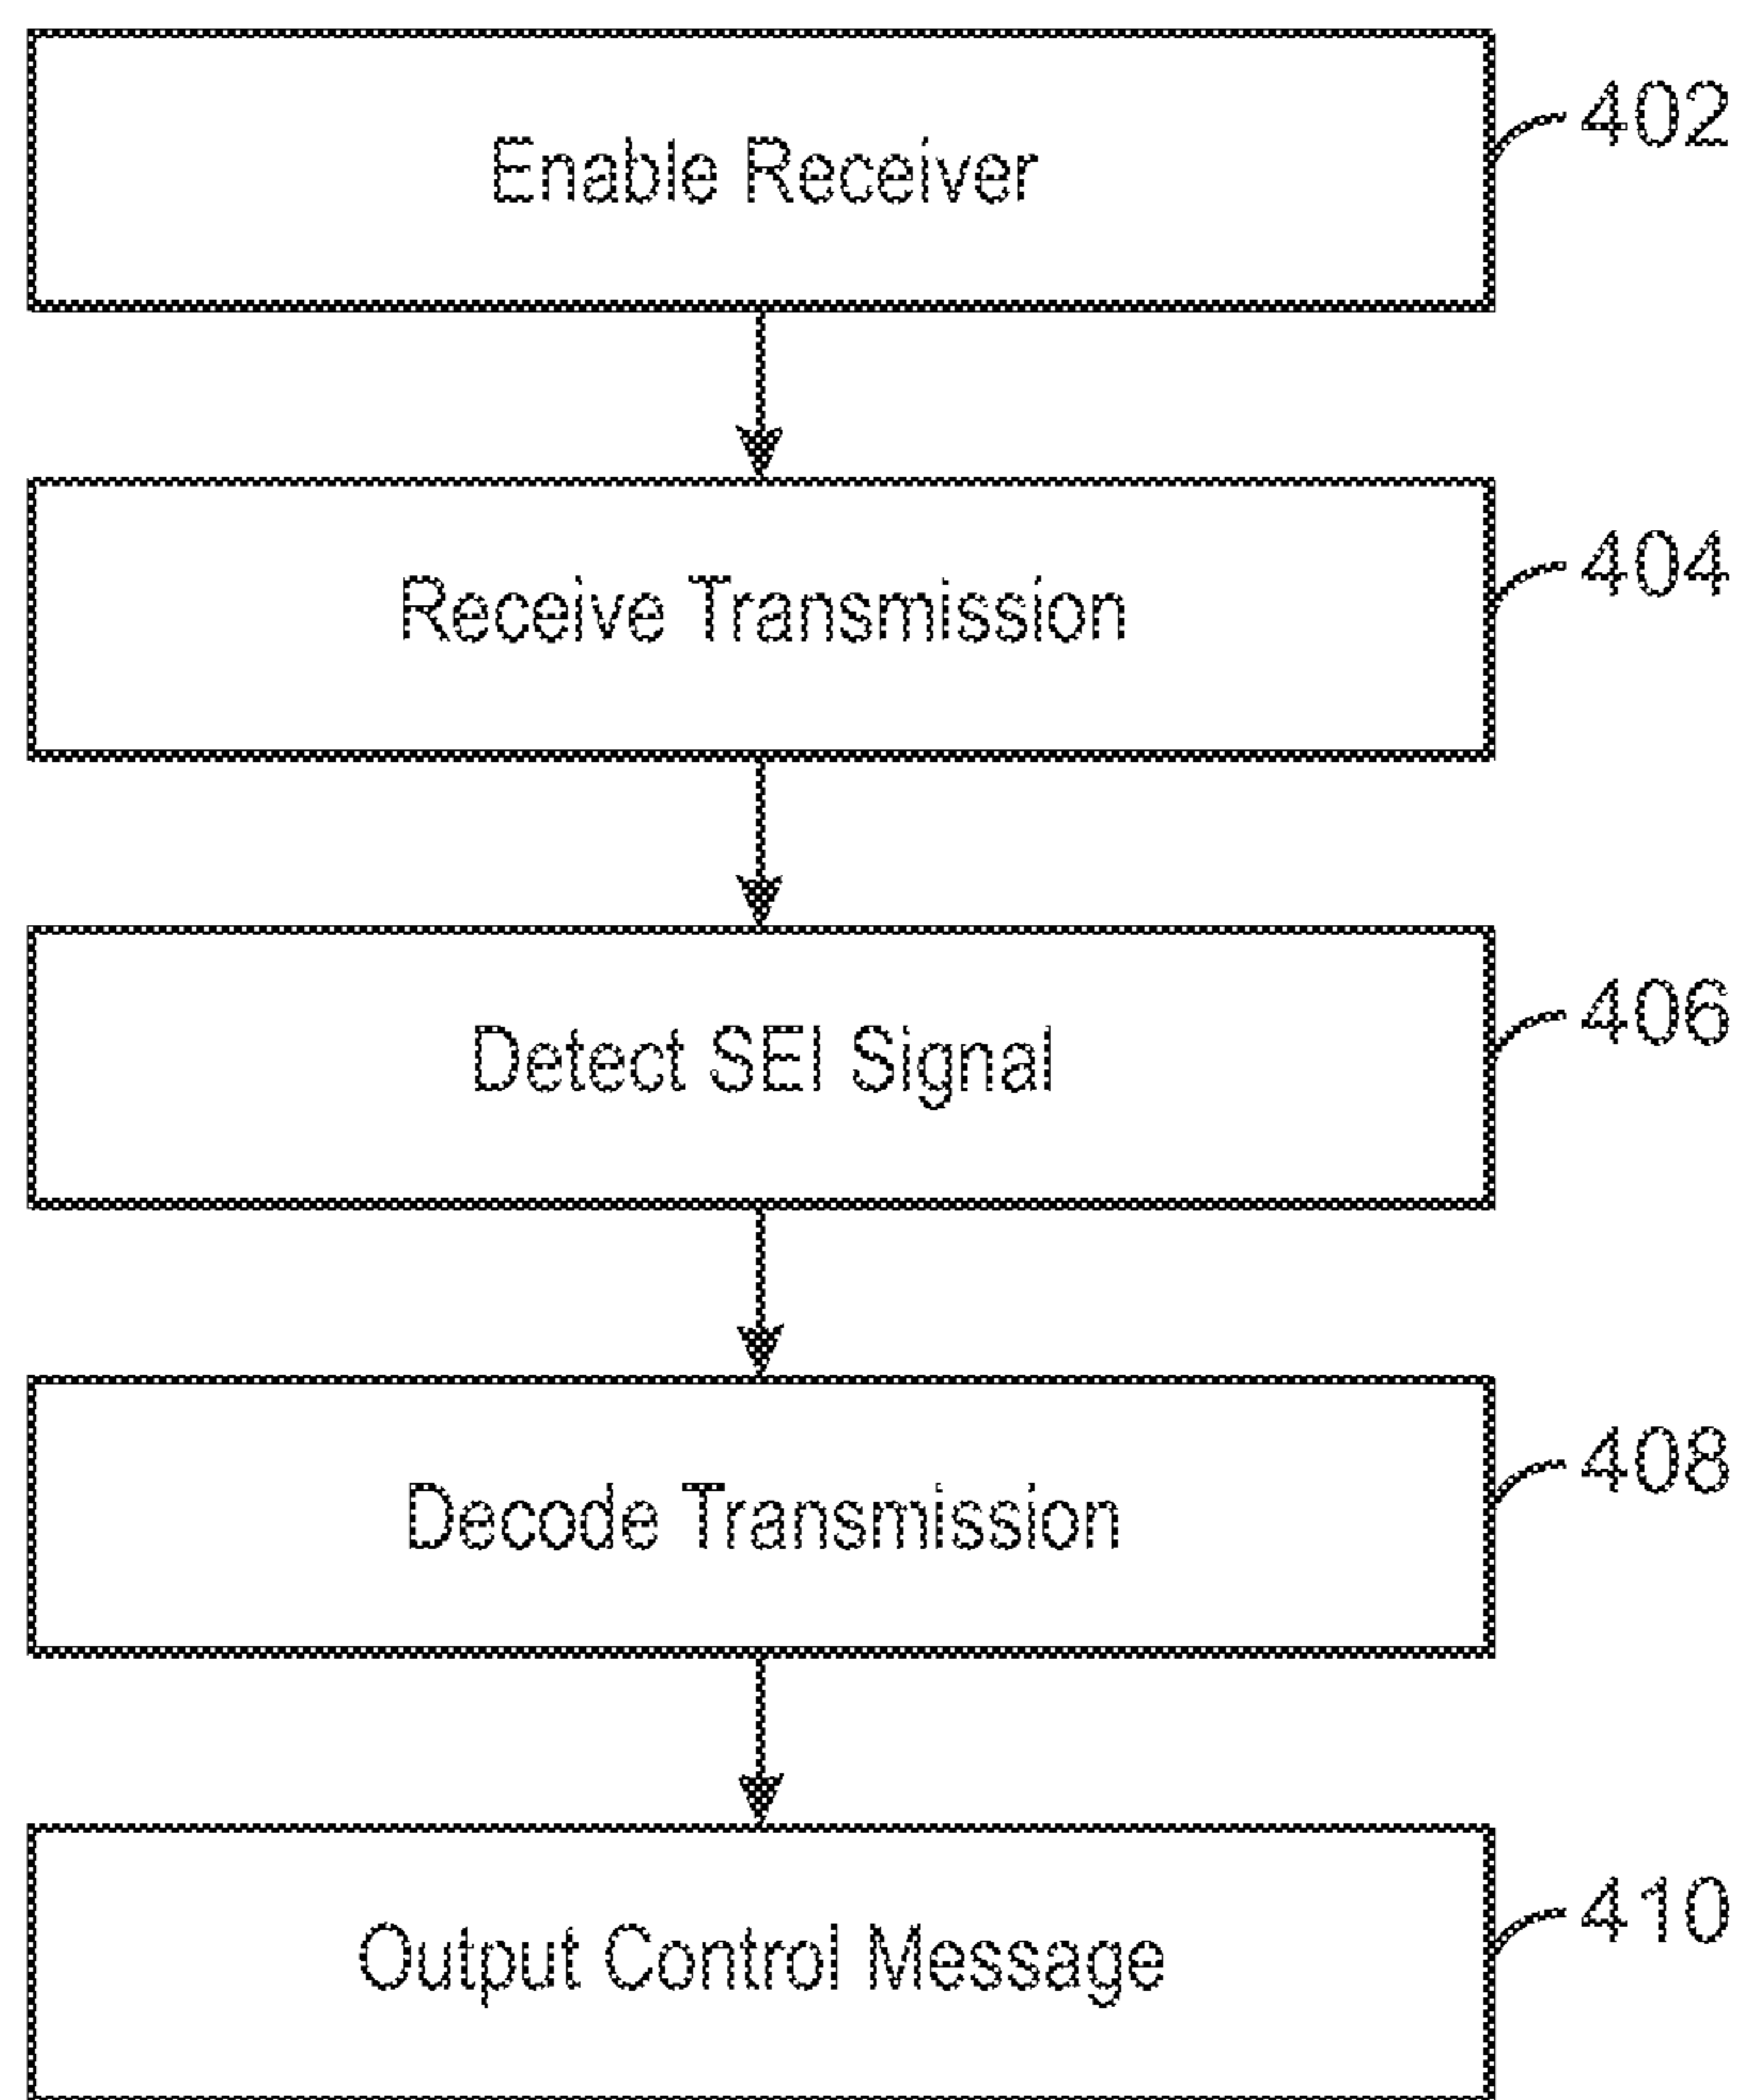 Enable Receiver
402
Receive Transmission
404
Detect SEI Signal
406
Decode Transmission
408
Output Control Message
410